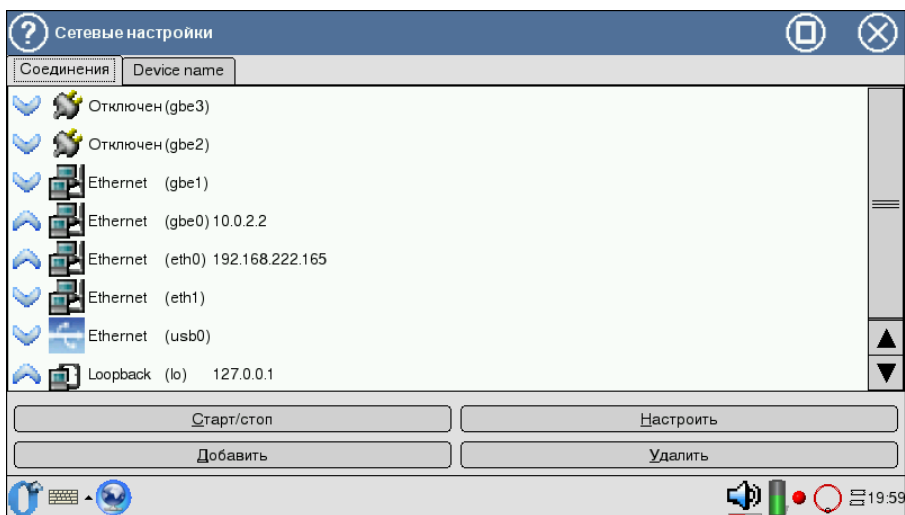 Сетевые настройки
Соединения Device name
Отключен (gbe3)
Отключен (gbe2)
Ethernet (gbe1)
Ethernet (gbe0) 10.0.2.2
Ethernet (eth0) 192.168.222.165
Ethernet (eth1)
Ethernet (usb0)
Loopback (lo) 127.0.0.1
Старт/стоп Настроить
Добавить Удалить
19:59